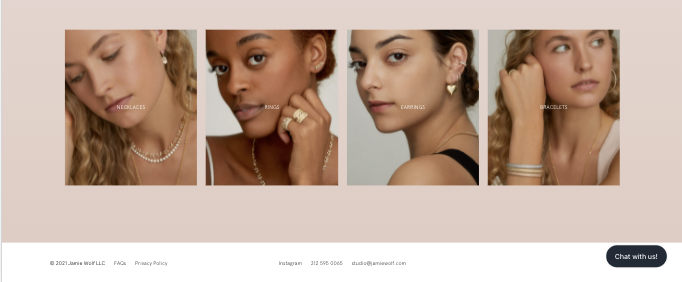 NECKLACES
RINGS
EARRINGS
BRACELETS
© 2021 Jamie Wolf LLC FAQs Privacy Policy Instagram 212 595 0065 studio@jamiewolf.com
Chat with us!